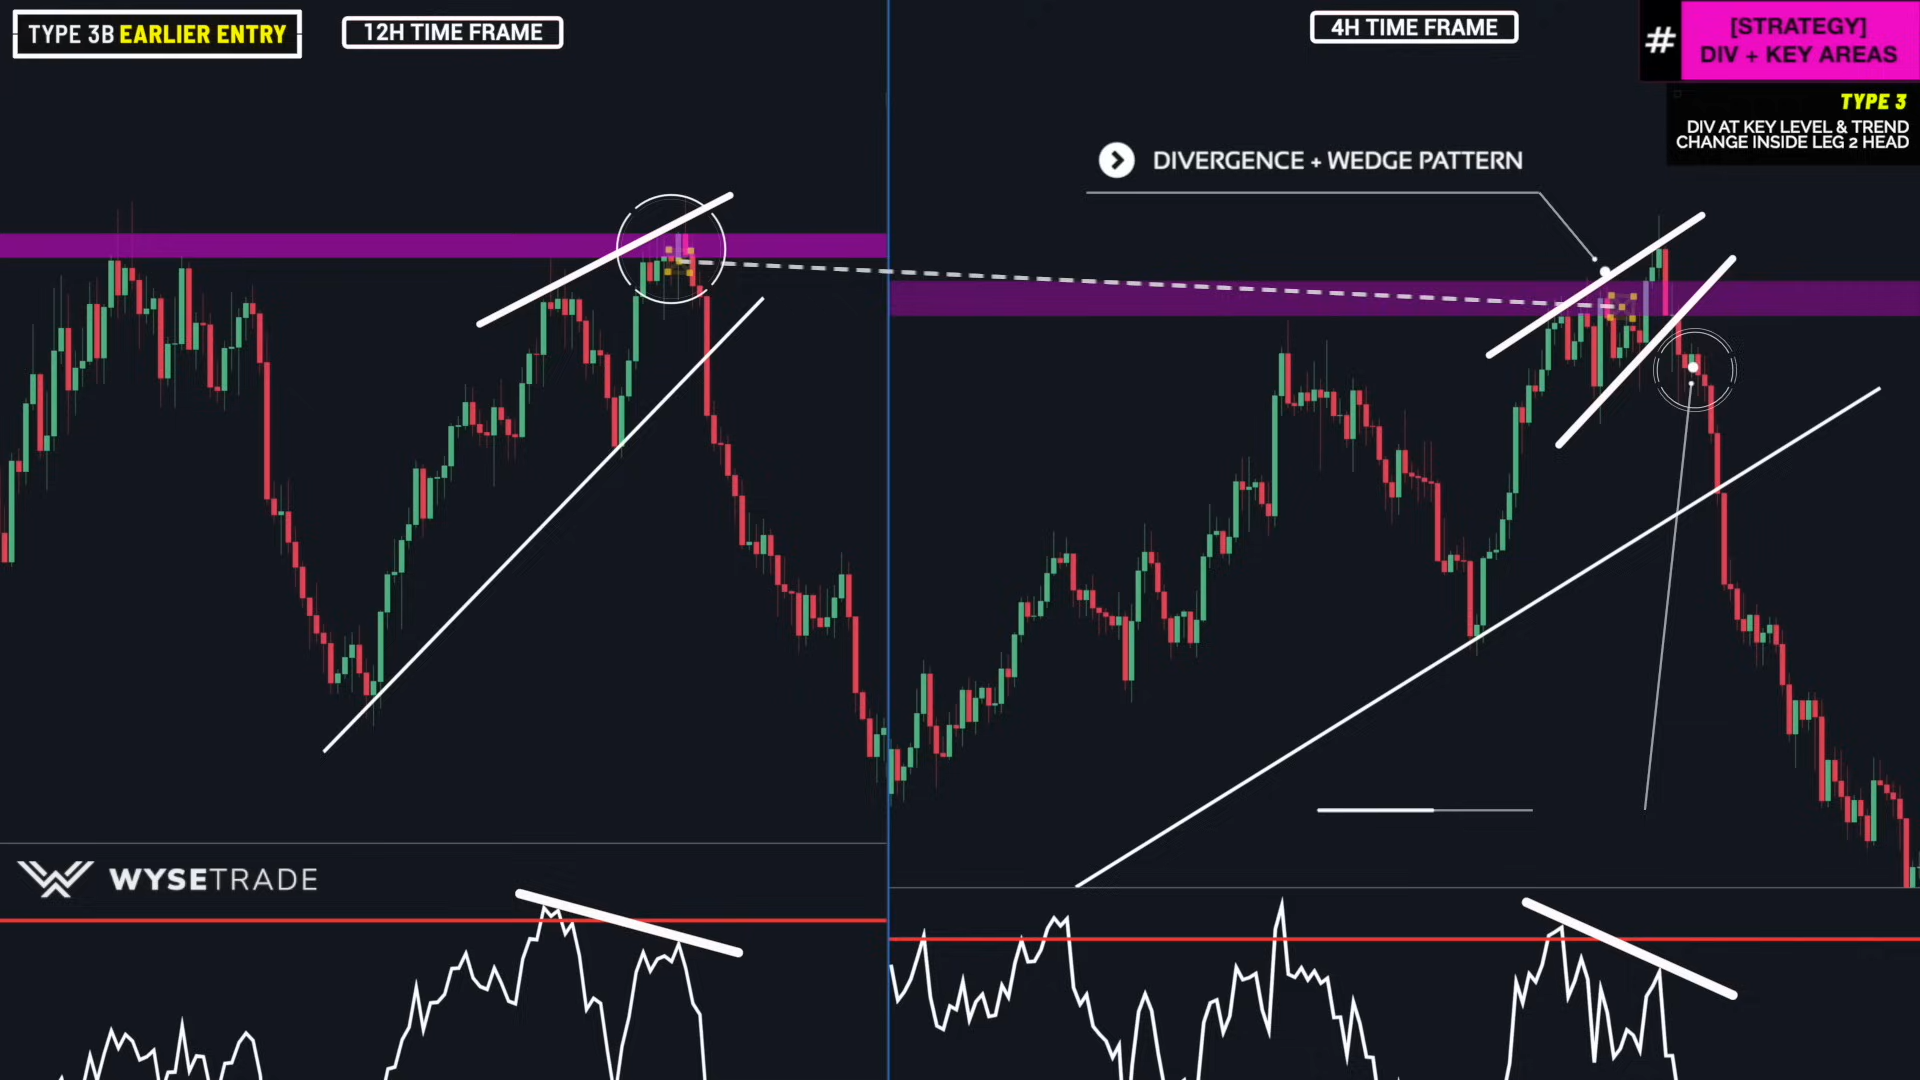 TYPE 3B EARLIER ENTRY
12H TIME FRAME
4H TIME FRAME
#
[STRATEGY]
DIV + KEY AREAS
TYPE 3
DIV AT KEY LEVEL & TREND
CHANGE INSIDE LEG 2 HEAD
DIVERGENCE + WEDGE PATTERN
WYSETRADE